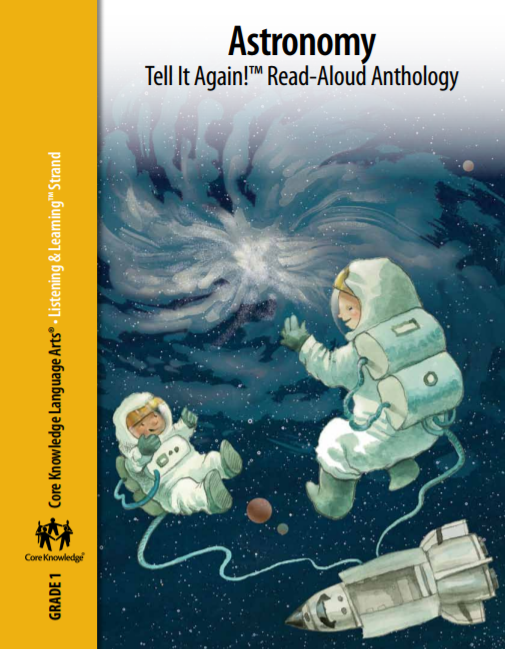 Astronomy
Tell It Again!™ Read-Aloud Anthology
Core Knowledge Language Arts® • Listening & Learning™ Strand
Core Knowledge®
GRADE 1